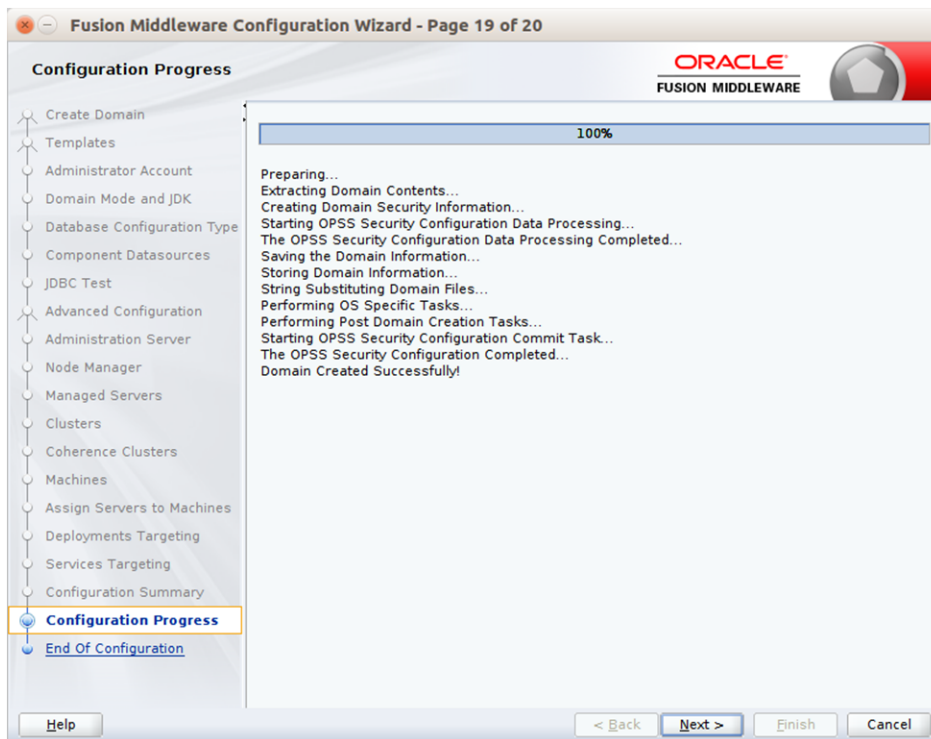 Fusion Middleware Configuration Wizard - Page 19 of 20
Configuration Progress
ORACLE
FUSION MIDDLEWARE
Create Domain
Templates
Administrator Account
Domain Mode and JDK
Database Configuration Type
Component Datasources
JDBC Test
Advanced Configuration
Administration Server
Node Manager
Managed Servers
Clusters
Coherence Clusters
Machines
Assign Servers to Machines
Deployments Targeting
Services Targeting
Configuration Summary
Configuration Progress
End Of Configuration
100%
Preparing...
Extracting Domain Contents...
Creating Domain Security Information...
Starting OPSS Security Configuration Data Processing...
The OPSS Security Configuration Data Processing Completed...
Saving the Domain Information...
Storing Domain Information...
String Substituting Domain Files...
Performing OS Specific Tasks...
Performing Post Domain Creation Tasks...
Starting OPSS Security Configuration Commit Task...
The OPSS Security Configuration Completed...
Domain Created Successfully!
Help
< Back
Next >
Finish
Cancel